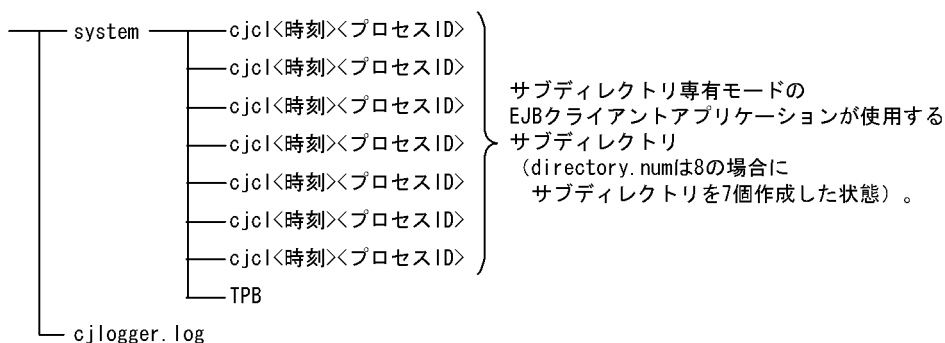 system
cjcl<時刻><プロセスID>
cjcl<時刻><プロセスID>
cjcl<時刻><プロセスID>
cjcl<時刻><プロセスID>
cjcl<時刻><プロセスID>
cjcl<時刻><プロセスID>
cjcl<時刻><プロセスID>
TPB
cjlogger.log
サブディレクトリ専有モードの
EJBクライアントアプリケーションが使用する
サブディレクトリ
（directory.numは8の場合に
サブディレクトリを7個作成した状態）。